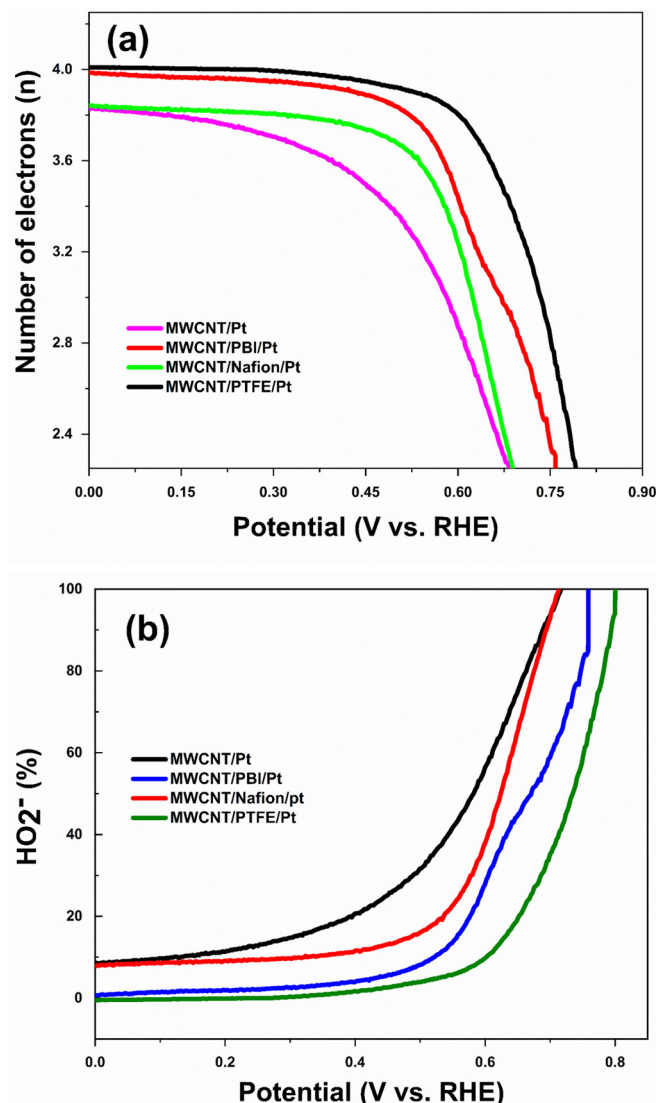 (a)
Number of electrons (n)
4.0
3.6
3.2
2.8
2.4
MWCNT/Pt
MWCNT/PBI/Pt
MWCNT/Nafion/Pt
MWCNT/PTFE/Pt
0.00 0.15 0.30 0.45 0.60 0.75 0.90
Potential (V vs. RHE)
(b)
HO2- (%)
100
80
60
40
20
0
MWCNT/Pt
MWCNT/PBI/Pt
MWCNT/Nafion/pt
MWCNT/PTFE/Pt
0.0 0.2 0.4 0.6 0.8
Potential (V vs. RHE)